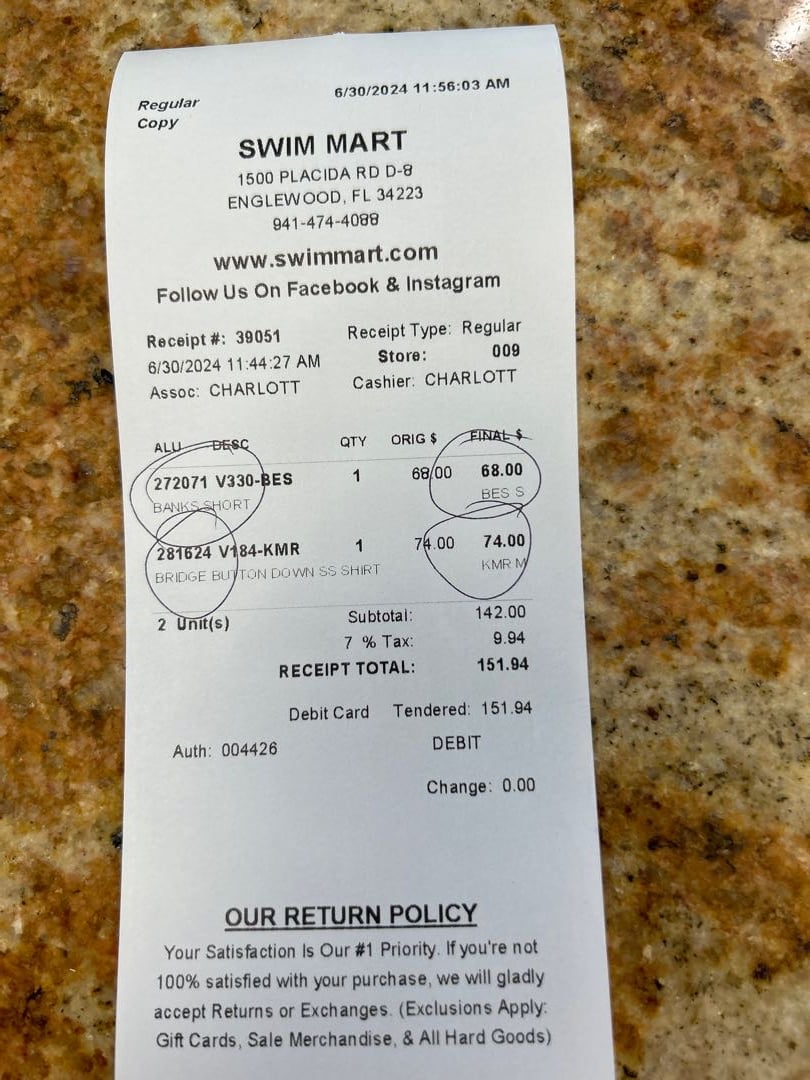 Regular
Copy
6/30/2024 11:56:03 AM
SWIM MART
1500 PLACIDA RD D-8
ENGLEWOOD, FL 34223
941-474-4088
www.swimmart.com
Follow Us On Facebook & Instagram
Receipt #: 39051 Receipt Type: Regular
6/30/2024 11:44:27 AM Store: 009
Assoc: CHARLOTT Cashier: CHARLOTT
ALU DESC QTY ORIG $ FINAL $
272071 V330-BES 1 68.00 68.00
BANKS SHORT BES S
281624 V184-KMR 1 74.00 74.00
BRIDGE BUTTON DOWN SS SHIRT KMR M
2 Unit(s) Subtotal: 142.00
7 % Tax: 9.94
RECEIPT TOTAL: 151.94
Debit Card Tendered: 151.94
Auth: 004426 DEBIT
Change: 0.00
OUR RETURN POLICY
Your Satisfaction Is Our #1 Priority. If you're not
100% satisfied with your purchase, we will gladly
accept Returns or Exchanges. (Exclusions Apply:
Gift Cards, Sale Merchandise, & All Hard Goods)